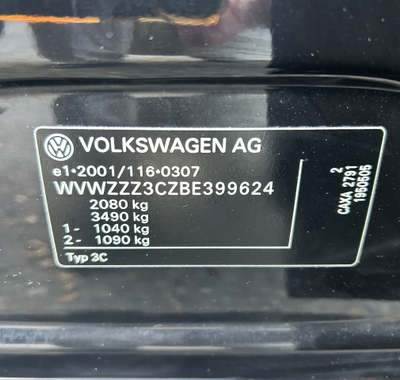 VOLKSWAGEN AG
e1*2001/116*0307
WVWZZZ3CZBE399624
2080 kg
3490 kg
1- 1040 kg
2- 1090 kg
Typ 3C
2
CAXA 2791
1950505